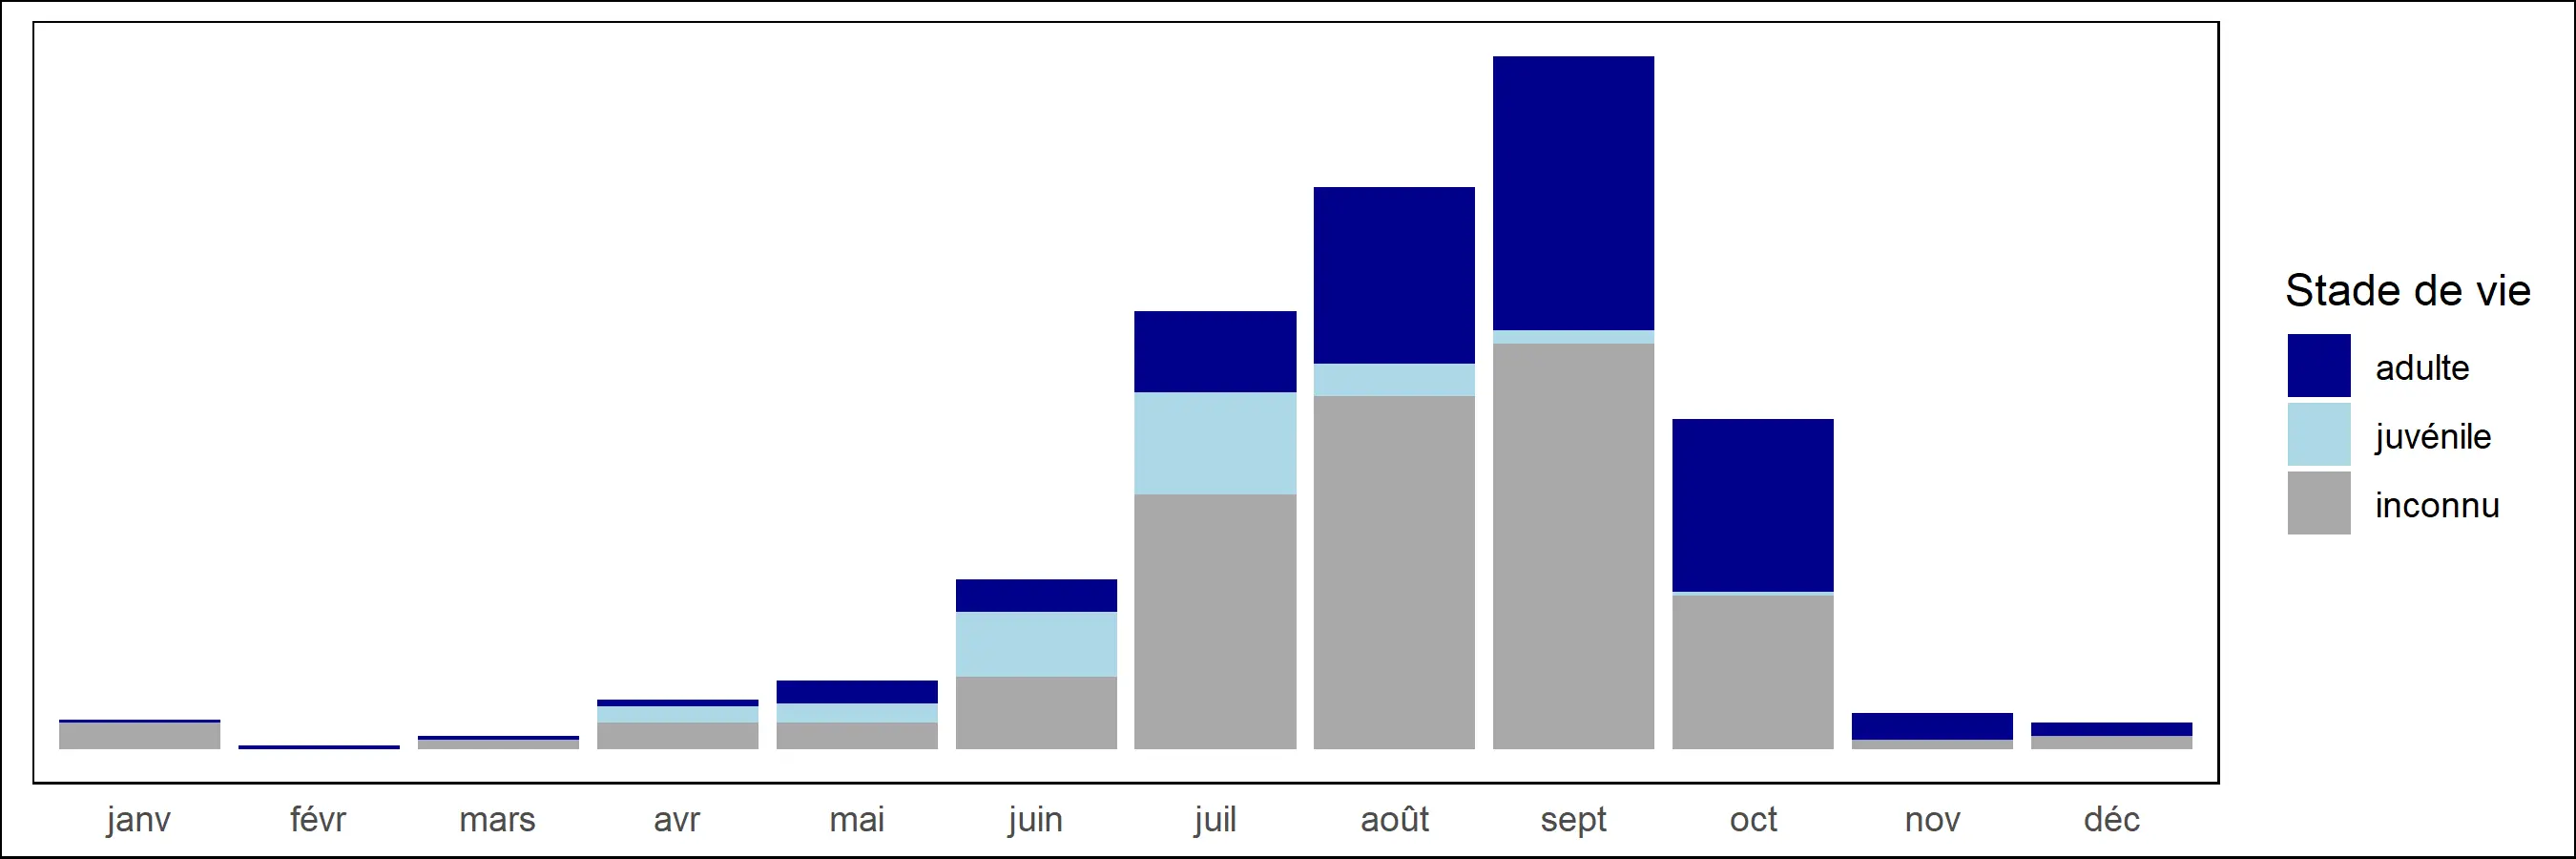 Stade de vie
adulte
juvénile
inconnu
janv févr mars avr mai juin juil août sept oct nov déc